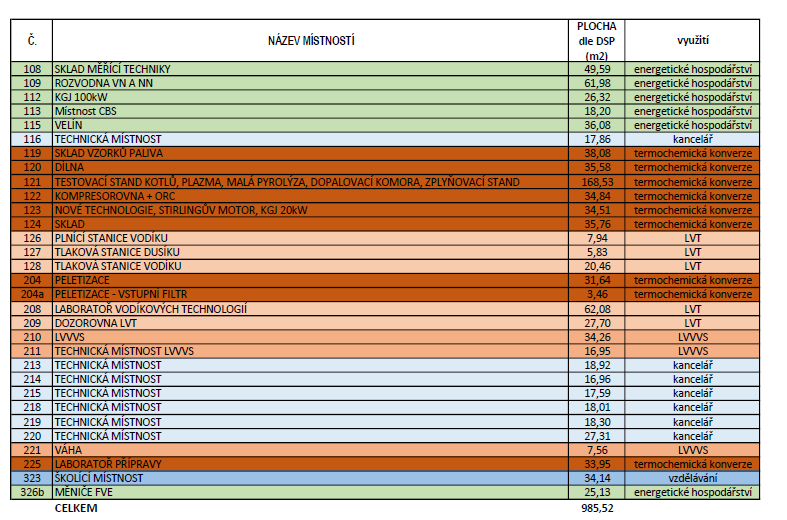 Č. NÁZEV MÍSTNOSTÍ PLOCHA dle DSP (m2) využití
108 SKLAD MĚŘÍCÍ TECHNIKY 49,59 energetické hospodářství
109 ROZVODNA VN A NN 61,98 energetické hospodářství
112 KGJ 100kW 26,32 energetické hospodářství
113 Místnost CBS 18,20 energetické hospodářství
115 VELÍN 36,08 energetické hospodářství
116 TECHNICKÁ MÍSTNOST 17,86 kancelář
119 SKLAD VZORKŮ PALIVA 38,08 termochemická konverze
120 DÍLNA 35,58 termochemická konverze
121 TESTOVACÍ STAND KOTLŮ, PLAZMA, MALÁ PYROLÝZA, DOPALOVACÍ KOMORA, ZPLYŇOVACÍ STAND 168,53 termochemická konverze
122 KOMPRESOROVNA + ORC 34,84 termochemická konverze
123 NOVÉ TECHNOLOGIE, STIRLINGŮV MOTOR, KGJ 20kW 34,51 termochemická konverze
124 SKLAD 35,76 termochemická konverze
126 PLNÍCÍ STANICE VODÍKU 7,94 LVT
127 TLAKOVÁ STANICE DUSÍKU 5,83 LVT
128 TLAKOVÁ STANICE VODÍKU 20,46 LVT
204 PELETIZACE 31,64 termochemická konverze
204a PELETIZACE - VSTUPNÍ FILTR 3,46 termochemická konverze
208 LABORATOŘ VODÍKOVÝCH TECHNOLOGIÍ 62,08 LVT
209 DOZOROVNA LVT 27,70 LVT
210 LVVVS 34,26 LVVVS
211 TECHNICKÁ MÍSTNOST LVVVS 16,95 LVVVS
213 TECHNICKÁ MÍSTNOST 18,92 kancelář
214 TECHNICKÁ MÍSTNOST 16,96 kancelář
215 TECHNICKÁ MÍSTNOST 17,59 kancelář
218 TECHNICKÁ MÍSTNOST 18,01 kancelář
219 TECHNICKÁ MÍSTNOST 18,30 kancelář
220 TECHNICKÁ MÍSTNOST 27,31 kancelář
221 VÁHA 7,56 LVVVS
225 LABORATOŘ PŘÍPRAVY 33,95 termochemická konverze
323 ŠKOLÍCÍ MÍSTNOST 34,14 vzdělávání
326b MĚNIČE FVE 25,13 energetické hospodářství
CELKEM 985,52